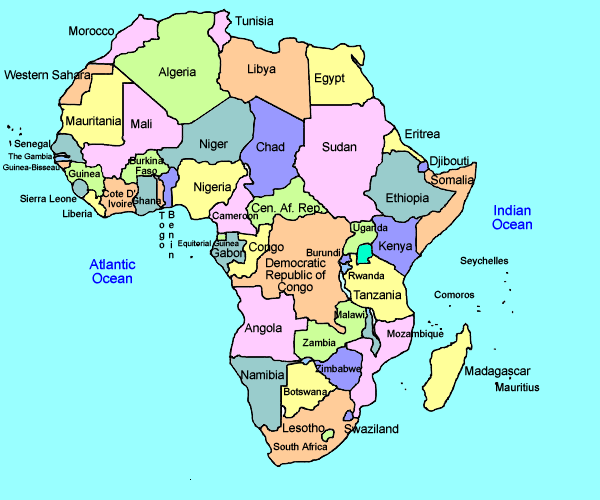 Tunisia
Morocco
Algeria
Libya
Egypt
Western Sahara
Mauritania
Mali
Niger
Chad
Sudan
Eritrea
Senegal
The Gambia
Guinea-Bisseau
Guinea
Burkina
Faso
Djibouti
Somalia
Ethiopia
Nigeria
Sierra Leone
Liberia
Cote D'
Ivoire
Ghana
Togo
Benin
Cameroon
Cen. Af. Rep.
Indian
Ocean
Uganda
Kenya
Equitorial Guinea
Gabon
Congo
Burundi
Rwanda
Democratic
Republic of
Congo
Atlantic
Ocean
Seychelles
Tanzania
Comoros
Malawi
Angola
Zambia
Mozambique
Zimbabwe
Madagascar
Mauritius
Namibia
Botswana
Lesotho
Swaziland
South Africa